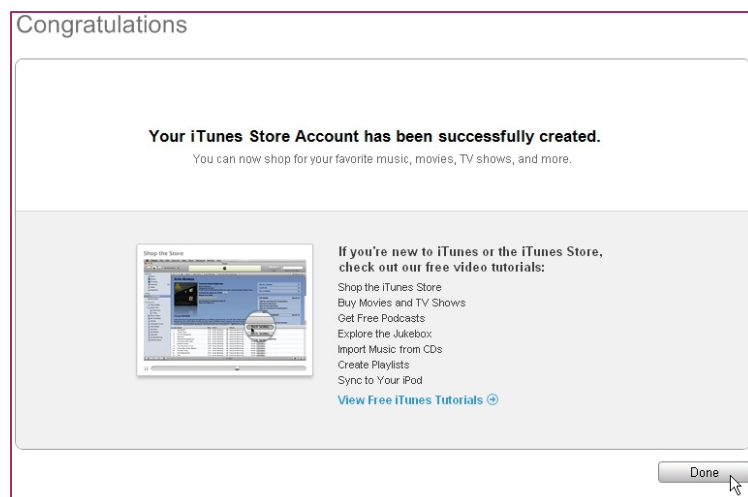 Congratulations
Your iTunes Store Account has been successfully created.
You can now shop for your favorite music, movies, TV shows, and more.
Shop the Store
If you're new to iTunes or the iTunes Store,
check out our free video tutorials:
Shop the iTunes Store
Buy Movies and TV Shows
Get Free Podcasts
Explore the Jukebox
Import Music from CDs
Create Playlists
Sync to Your iPod
View Free iTunes Tutorials
Done